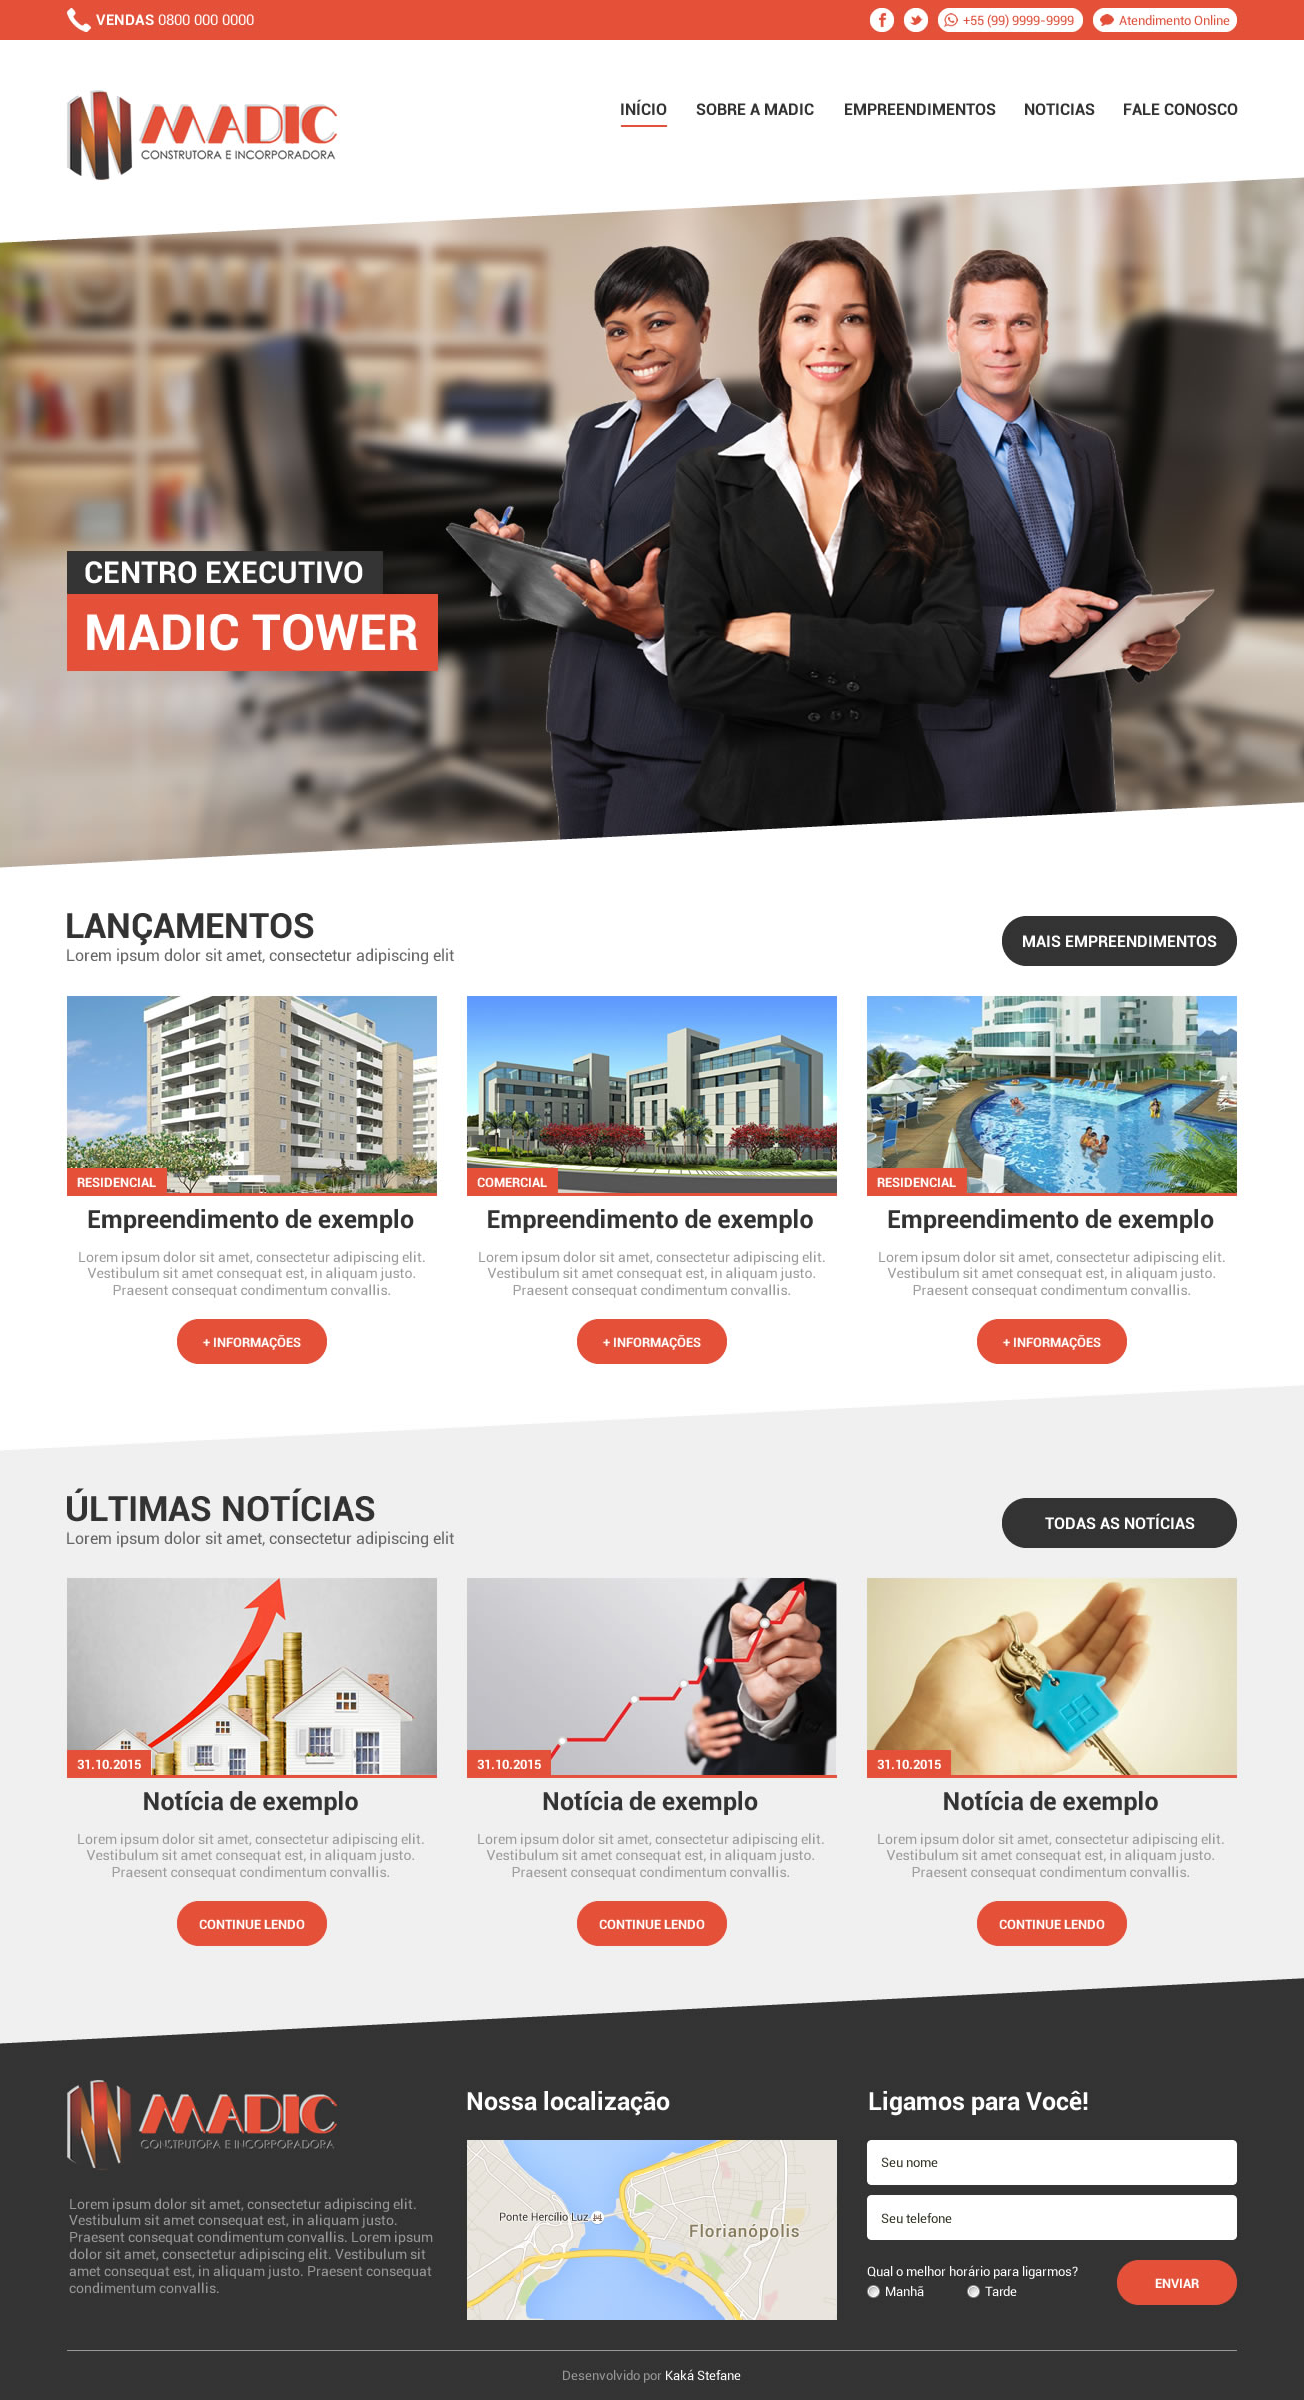 VENDAS 0800 000 0000
+55 (99) 9999-9999
Atendimento Online
MADIC
CONSTRUTORA E INCORPORADORA
INÍCIO
SOBRE A MADIC
EMPREENDIMENTOS
NOTICIAS
FALE CONOSCO
CENTRO EXECUTIVO
MADIC TOWER
LANÇAMENTOS
Lorem ipsum dolor sit amet, consectetur adipiscing elit
MAIS EMPREENDIMENTOS
RESIDENCIAL
Empreendimento de exemplo
Lorem ipsum dolor sit amet, consectetur adipiscing elit.
Vestibulum sit amet consequat est, in aliquam justo.
Praesent consequat condimentum convallis.
+ INFORMAÇÕES
COMERCIAL
Empreendimento de exemplo
Lorem ipsum dolor sit amet, consectetur adipiscing elit.
Vestibulum sit amet consequat est, in aliquam justo.
Praesent consequat condimentum convallis.
+ INFORMAÇÕES
RESIDENCIAL
Empreendimento de exemplo
Lorem ipsum dolor sit amet, consectetur adipiscing elit.
Vestibulum sit amet consequat est, in aliquam justo.
Praesent consequat condimentum convallis.
+ INFORMAÇÕES
ÚLTIMAS NOTÍCIAS
Lorem ipsum dolor sit amet, consectetur adipiscing elit
TODAS AS NOTÍCIAS
31.10.2015
Notícia de exemplo
Lorem ipsum dolor sit amet, consectetur adipiscing elit.
Vestibulum sit amet consequat est, in aliquam justo.
Praesent consequat condimentum convallis.
CONTINUE LENDO
31.10.2015
Notícia de exemplo
Lorem ipsum dolor sit amet, consectetur adipiscing elit.
Vestibulum sit amet consequat est, in aliquam justo.
Praesent consequat condimentum convallis.
CONTINUE LENDO
31.10.2015
Notícia de exemplo
Lorem ipsum dolor sit amet, consectetur adipiscing elit.
Vestibulum sit amet consequat est, in aliquam justo.
Praesent consequat condimentum convallis.
CONTINUE LENDO
MADIC
CONSTRUTORA E INCORPORADORA
Lorem ipsum dolor sit amet, consectetur adipiscing elit.
Vestibulum sit amet consequat est, in aliquam justo.
Praesent consequat condimentum convallis. Lorem ipsum
dolor sit amet, consectetur adipiscing elit. Vestibulum sit
amet consequat est, in aliquam justo. Praesent consequat
condimentum convallis.
Nossa localização
Ponte Hercílio Luz
Florianópolis
Ligamos para Você!
Seu nome
Seu telefone
Qual o melhor horário para ligarmos?
Manhã
Tarde
ENVIAR
Desenvolvido por Kaká Stefane